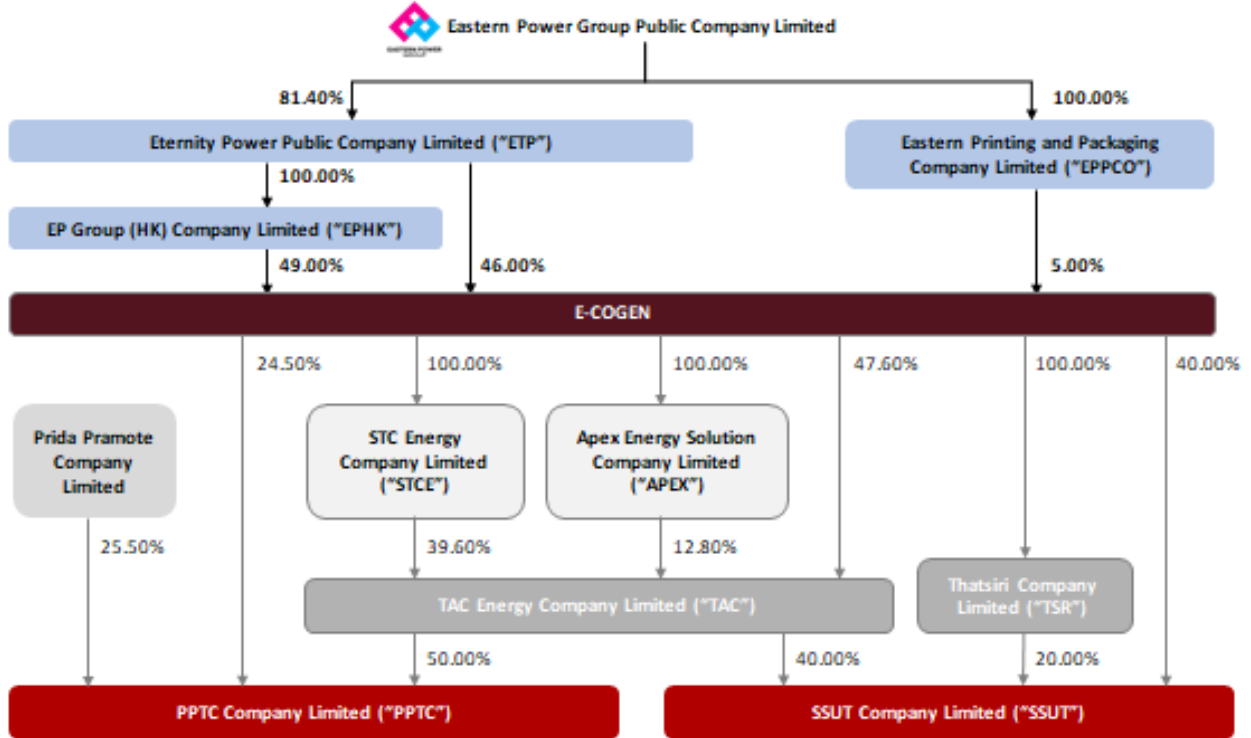 Eastern Power Group Public Company Limited
EASTERN POWER
GROUP
81.40%
100.00%
Eternity Power Public Company Limited (“ETP”)
Eastern Printing and Packaging
Company Limited (“EPPCO”)
100.00%
EP Group (HK) Company Limited (“EPHK”)
49.00%
46.00%
5.00%
E-COGEN
24.50%
100.00%
100.00%
47.60%
100.00%
40.00%
Prida Pramote
Company
Limited
STC Energy
Company Limited
(“STCE”)
Apex Energy Solution
Company Limited
(“APEX”)
25.50%
39.60%
12.80%
TAC Energy Company Limited (“TAC”)
Thatsiri Company
Limited (“TSR”)
50.00%
40.00%
20.00%
PPTC Company Limited (“PPTC”)
SSUT Company Limited (“SSUT”)